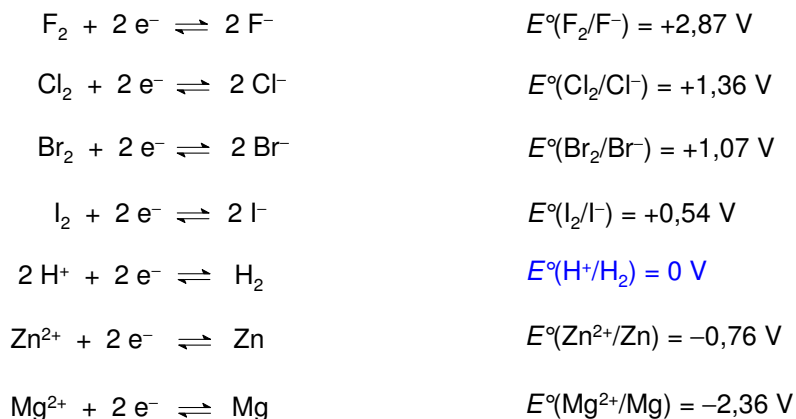 F₂ + 2 e⁻ ⇌ 2 F⁻ E°(F₂/F⁻) = +2,87 V
Cl₂ + 2 e⁻ ⇌ 2 Cl⁻ E°(Cl₂/Cl⁻) = +1,36 V
Br₂ + 2 e⁻ ⇌ 2 Br⁻ E°(Br₂/Br⁻) = +1,07 V
I₂ + 2 e⁻ ⇌ 2 I⁻ E°(I₂/I⁻) = +0,54 V
2 H⁺ + 2 e⁻ ⇌ H₂ E°(H⁺/H₂) = 0 V
Zn²⁺ + 2 e⁻ ⇌ Zn E°(Zn²⁺/Zn) = −0,76 V
Mg²⁺ + 2 e⁻ ⇌ Mg E°(Mg²⁺/Mg) = −2,36 V